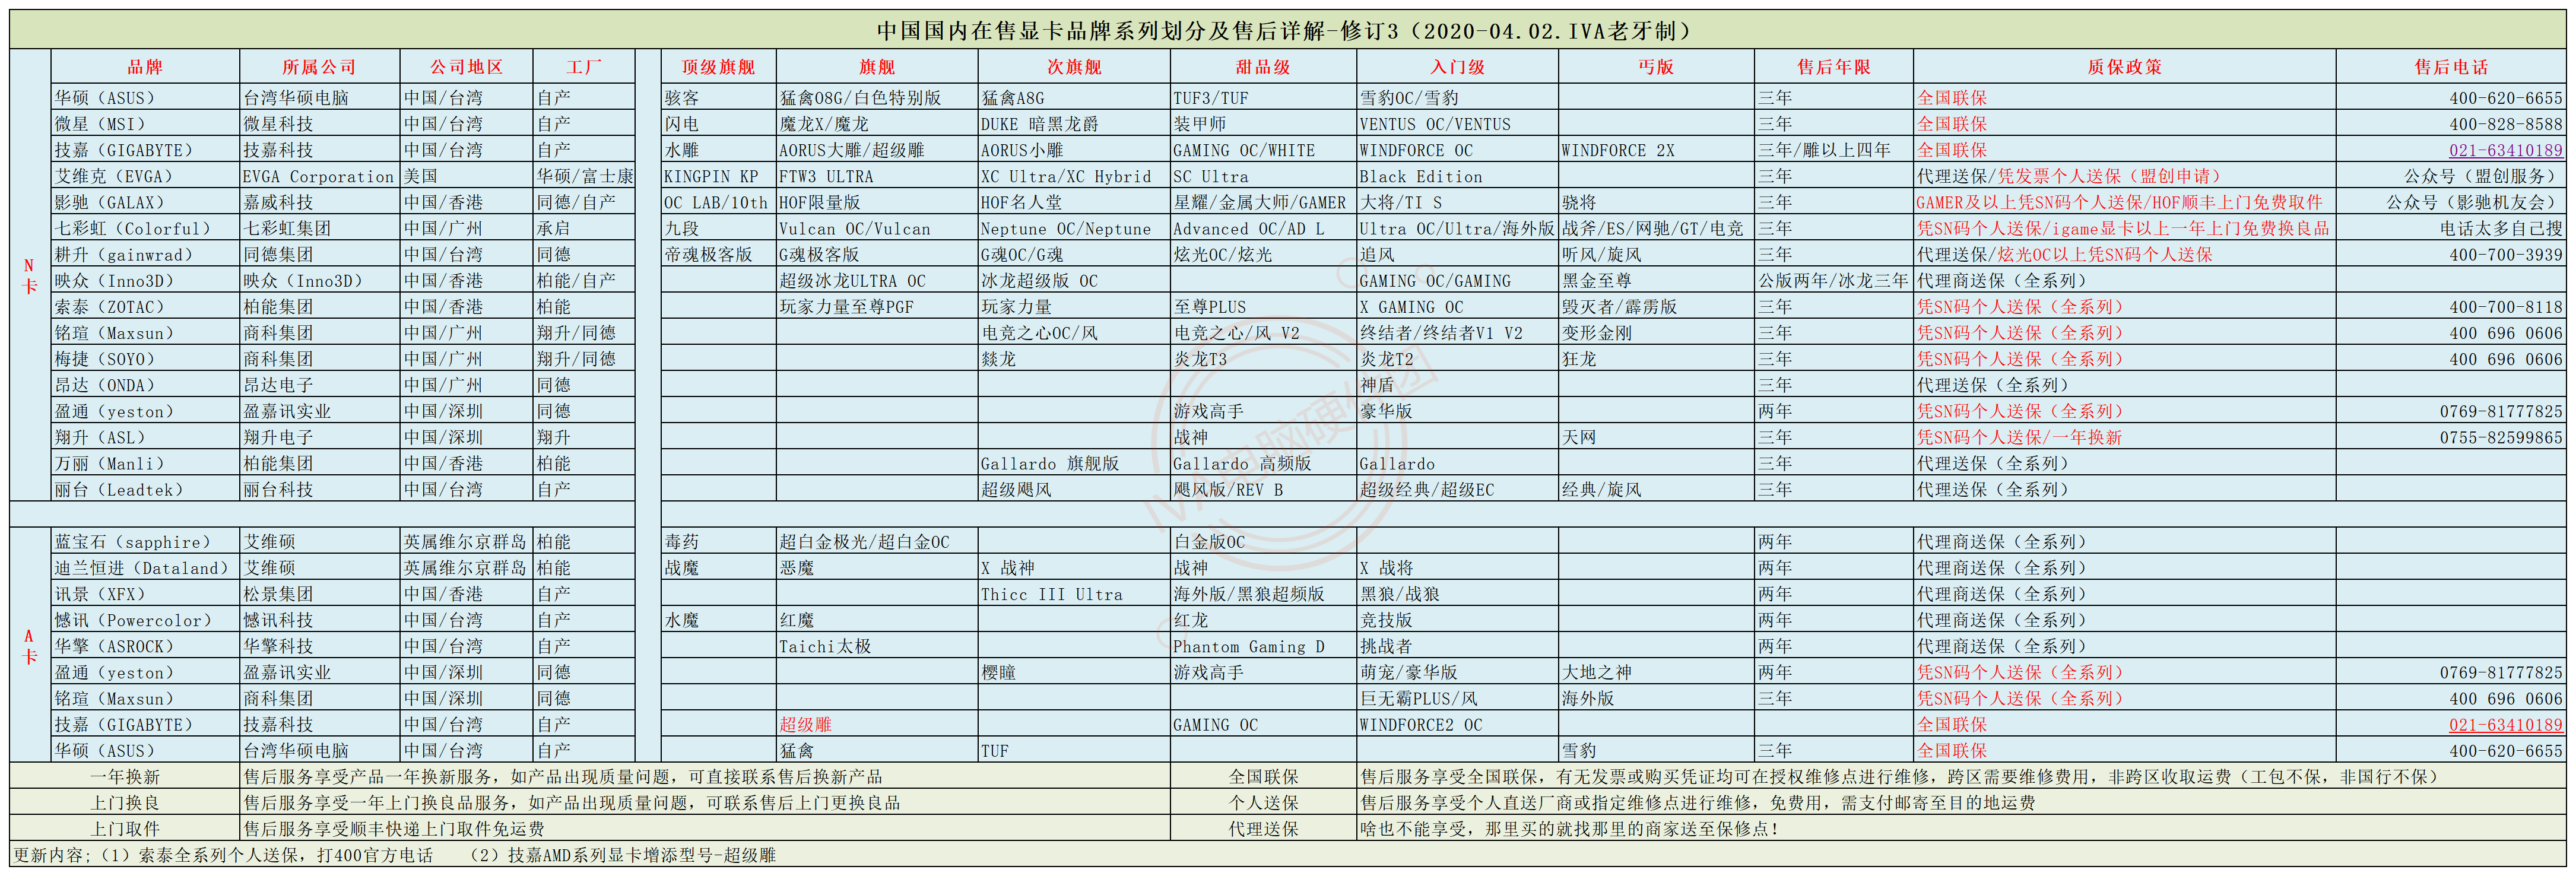 中国国内在售显卡品牌系列划分及售后详解-修订3（2020-04.02.IVA老牙制）
品牌 所属公司 公司地区 工厂 顶级旗舰 旗舰 次旗舰 甜品级 入门级 丐版 售后年限 质保政策 售后电话
N卡
华硕（ASUS） 台湾华硕电脑 中国/台湾 自产 骇客 猛禽O8G/白色特别版 猛禽A8G TUF3/TUF 雪豹OC/雪豹 三年 全国联保 400-620-6655
微星（MSI） 微星科技 中国/台湾 自产 闪电 魔龙X/魔龙 DUKE 暗黑龙爵 装甲师 VENTUS OC/VENTUS 三年 全国联保 400-828-8588
技嘉（GIGABYTE） 技嘉科技 中国/台湾 自产 水雕 AORUS大雕/超级雕 AORUS小雕 GAMING OC/WHITE WINDFORCE OC WINDFORCE 2X 三年/雕以上四年 全国联保 021-63410189
艾维克（EVGA） EVGA Corporation 美国 华硕/富士康 KINGPIN KP FTW3 ULTRA XC Ultra/XC Hybrid SC Ultra Black Edition 三年 代理送保/凭发票个人送保（盟创申请） 公众号（盟创服务）
影驰（GALAX） 嘉威科技 中国/香港 同德/自产 OC LAB/10th HOF限量版 HOF名人堂 星耀/金属大师/GAMER 大将/TI S 骁将 三年 GAMER及以上凭SN码个人送保/HOF顺丰上门免费取件 公众号（影驰机友会）
七彩虹（Colorful） 七彩虹集团 中国/广州 承启 九段 Vulcan OC/Vulcan Neptune OC/Neptune Advanced OC/AD L Ultra OC/Ultra/海外版 战斧/ES/网驰/GT/电竞 三年 凭SN码个人送保/igame显卡以上一年上门免费换良品 电话太多自己搜
耕升（gainwrad） 同德集团 中国/台湾 同德 帝魂极客版 G魂极客版 G魂OC/G魂 炫光OC/炫光 追风 听风/旋风 三年 代理送保/炫光OC以上凭SN码个人送保 400-700-3939
映众（Inno3D） 映众（Inno3D） 中国/香港 柏能/自产 超级冰龙ULTRA OC 冰龙超级版 OC GAMING OC/GAMING 黑金至尊 公版两年/冰龙三年 代理商送保（全系列）
索泰（ZOTAC） 柏能集团 中国/香港 柏能 玩家力量至尊PGF 玩家力量 至尊PLUS X GAMING OC 毁灭者/霹雳版 三年 凭SN码个人送保（全系列） 400-700-8118
铭瑄（Maxsun） 商科集团 中国/广州 翔升/同德 电竞之心OC/风 电竞之心/风 V2 终结者/终结者V1 V2 变形金刚 三年 凭SN码个人送保（全系列） 400 696 0606
梅捷（SOYO） 商科集团 中国/广州 翔升/同德 燚龙 炎龙T3 炎龙T2 狂龙 三年 凭SN码个人送保（全系列） 400 696 0606
昂达（ONDA） 昂达电子 中国/广州 同德 神盾 三年 代理送保（全系列）
盈通（yeston） 盈嘉讯实业 中国/深圳 同德 游戏高手 豪华版 两年 凭SN码个人送保（全系列） 0769-81777825
翔升（ASL） 翔升电子 中国/深圳 翔升 战神 天网 三年 凭SN码个人送保/一年换新 0755-82599865
万丽（Manli） 柏能集团 中国/香港 柏能 Gallardo 旗舰版 Gallardo 高频版 Gallardo 三年 代理送保（全系列）
丽台（Leadtek） 丽台科技 中国/台湾 自产 超级飓风 飓风版/REV B 超级经典/超级EC 经典/旋风 三年 代理送保（全系列）
A卡
蓝宝石（sapphire） 艾维硕 英属维尔京群岛 柏能 毒药 超白金极光/超白金OC 白金版OC 两年 代理商送保（全系列）
迪兰恒进（Dataland） 艾维硕 英属维尔京群岛 柏能 战魔 恶魔 X 战神 战神 X 战将 两年 代理商送保（全系列）
讯景（XFX） 松景集团 中国/香港 自产 Thicc III Ultra 海外版/黑狼超频版 黑狼/战狼 两年 代理商送保（全系列）
憾讯（Powercolor） 憾讯科技 中国/台湾 自产 水魔 红魔 红龙 竞技版 两年 代理商送保（全系列）
华擎（ASROCK） 华擎科技 中国/台湾 自产 Taichi太极 Phantom Gaming D 挑战者 两年 代理商送保（全系列）
盈通（yeston） 盈嘉讯实业 中国/深圳 同德 樱瞳 游戏高手 萌宠/豪华版 大地之神 两年 凭SN码个人送保（全系列） 0769-81777825
铭瑄（Maxsun） 商科集团 中国/深圳 同德 巨无霸PLUS/风 海外版 三年 凭SN码个人送保（全系列） 400 696 0606
技嘉（GIGABYTE） 技嘉科技 中国/台湾 自产 超级雕 GAMING OC WINDFORCE2 OC 全国联保 021-63410189
华硕（ASUS） 台湾华硕电脑 中国/台湾 自产 猛禽 TUF 雪豹 三年 全国联保 400-620-6655
一年换新 售后服务享受产品一年换新服务，如产品出现质量问题，可直接联系售后换新产品 全国联保 售后服务享受全国联保，有无发票或购买凭证均可在授权维修点进行维修，跨区需要维修费用，非跨区收取运费（工包不保，非国行不保）
上门换良 售后服务享受一年上门换良品服务，如产品出现质量问题，可联系售后上门更换良品 个人送保 售后服务享受个人直送厂商或指定维修点进行维修，免费用，需支付邮寄至目的地运费
上门取件 售后服务享受顺丰快递上门取件免运费 代理送保 啥也不能享受，那里买的就找那里的商家送至保修点！
更新内容；（1）索泰全系列个人送保，打400官方电话 （2）技嘉AMD系列显卡增添型号-超级雕
IVA电脑硬件团